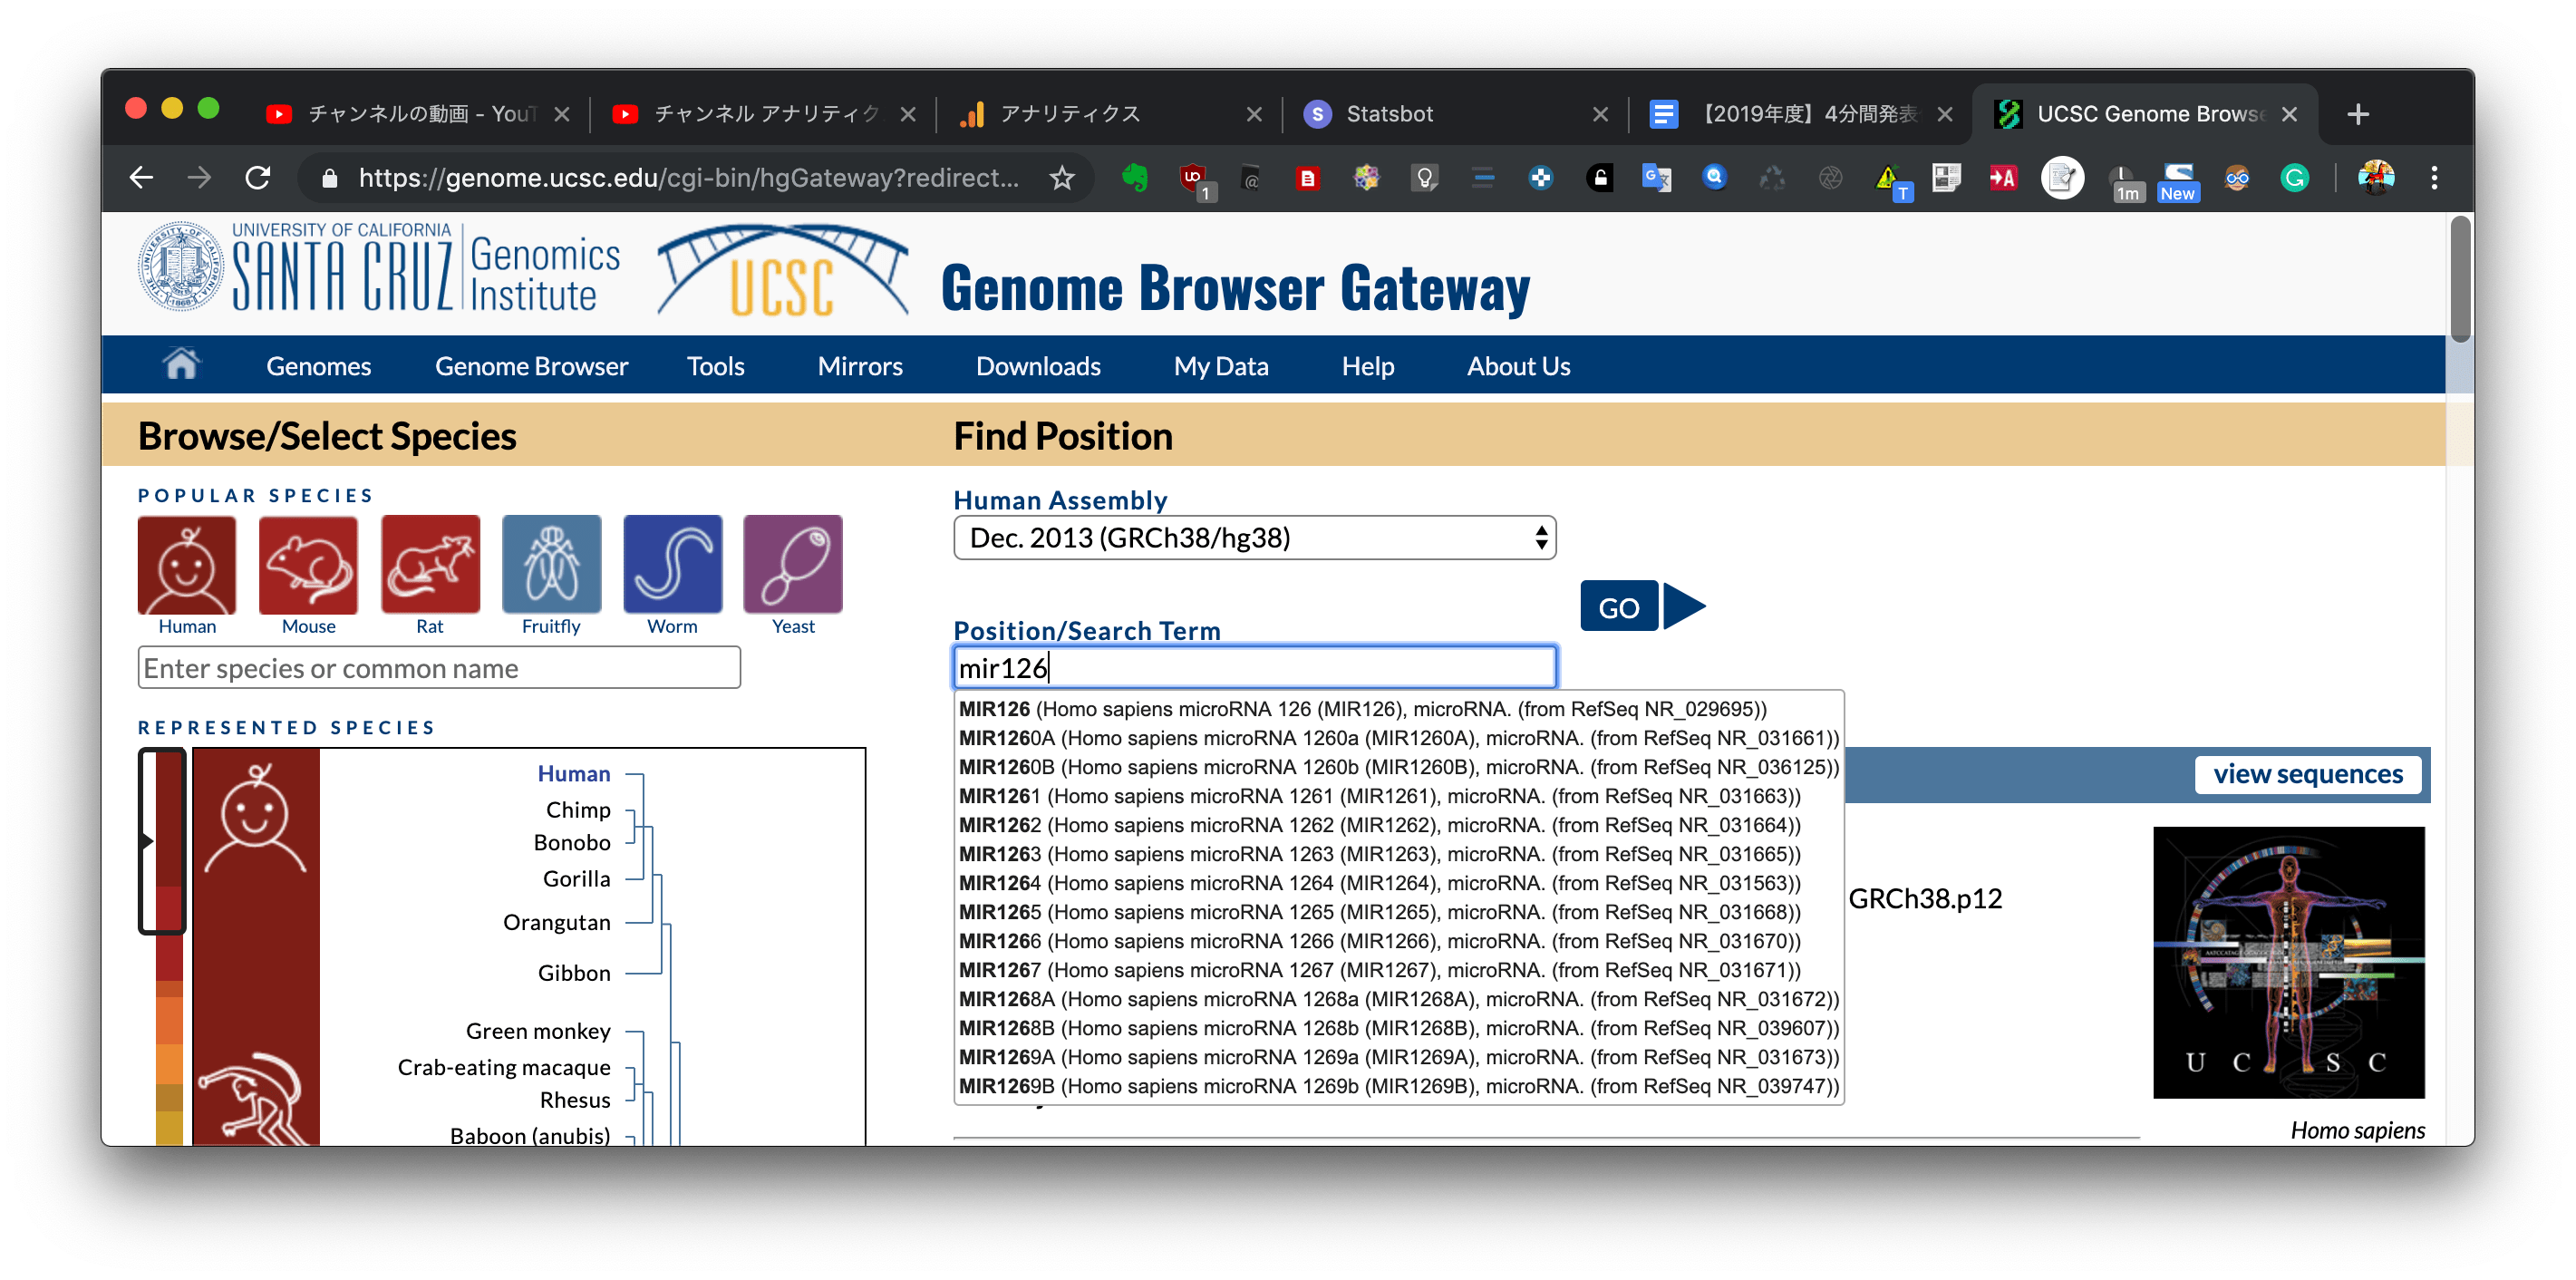 チャンネルの動画 - YouT
チャンネル アナリティク
アナリティクス
Statsbot
【2019年度】4分間発表
UCSC Genome Browse
https://genome.ucsc.edu/cgi-bin/hgGateway?redirect...
1
T
1m
New
UNIVERSITY OF CALIFORNIA
SANTA CRUZ
Genomics
Institute
UCSC
Genome Browser Gateway
Genomes
Genome Browser
Tools
Mirrors
Downloads
My Data
Help
About Us
Browse/Select Species
POPULAR SPECIES
Human
Mouse
Rat
Fruitfly
Worm
Yeast
Enter species or common name
REPRESENTED SPECIES
Human
Chimp
Bonobo
Gorilla
Orangutan
Gibbon
Green monkey
Crab-eating macaque
Rhesus
Baboon (anubis)
Find Position
Human Assembly
Dec. 2013 (GRCh38/hg38)
GO
Position/Search Term
mir126
MIR126 (Homo sapiens microRNA 126 (MIR126), microRNA. (from RefSeq NR_029695))
MIR1260A (Homo sapiens microRNA 1260a (MIR1260A), microRNA. (from RefSeq NR_031661))
MIR1260B (Homo sapiens microRNA 1260b (MIR1260B), microRNA. (from RefSeq NR_036125))
MIR1261 (Homo sapiens microRNA 1261 (MIR1261), microRNA. (from RefSeq NR_031663))
MIR1262 (Homo sapiens microRNA 1262 (MIR1262), microRNA. (from RefSeq NR_031664))
MIR1263 (Homo sapiens microRNA 1263 (MIR1263), microRNA. (from RefSeq NR_031665))
MIR1264 (Homo sapiens microRNA 1264 (MIR1264), microRNA. (from RefSeq NR_031563))
MIR1265 (Homo sapiens microRNA 1265 (MIR1265), microRNA. (from RefSeq NR_031668))
MIR1266 (Homo sapiens microRNA 1266 (MIR1266), microRNA. (from RefSeq NR_031670))
MIR1267 (Homo sapiens microRNA 1267 (MIR1267), microRNA. (from RefSeq NR_031671))
MIR1268A (Homo sapiens microRNA 1268a (MIR1268A), microRNA. (from RefSeq NR_031672))
MIR1268B (Homo sapiens microRNA 1268b (MIR1268B), microRNA. (from RefSeq NR_039607))
MIR1269A (Homo sapiens microRNA 1269a (MIR1269A), microRNA. (from RefSeq NR_031673))
MIR1269B (Homo sapiens microRNA 1269b (MIR1269B), microRNA. (from RefSeq NR_039747))
view sequences
GRCh38.p12
U C S C
Homo sapiens